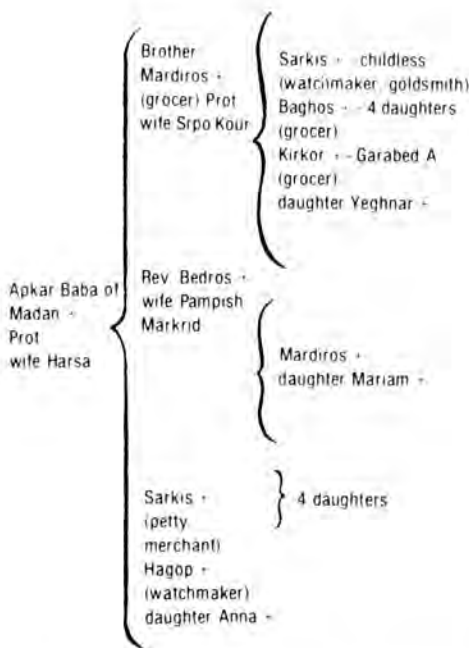 Apkar Baba of
Madan +
Prot
wife Harsa
Brother
Mardiros +
(grocer) Prot
wife Srpo Kour
Sarkis + - childless
(watchmaker, goldsmith)
Baghos + - 4 daughters
(grocer)
Kirkor + - Garabed A
(grocer)
daughter Yeghnar +
Rev Bedros +
wife Pampish
Markrid
Mardiros +
daughter Mariam +
Sarkis +
(petty
merchant)
4 daughters
Hagop +
(watchmaker)
daughter Anna +